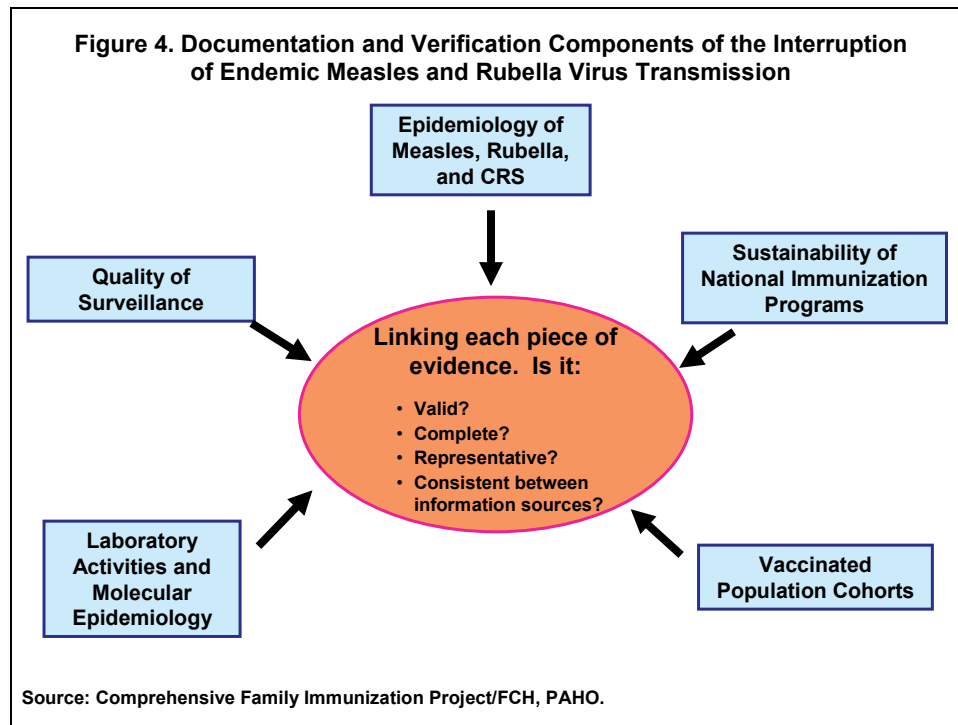 Figure 4. Documentation and Verification Components of the Interruption
of Endemic Measles and Rubella Virus Transmission
Epidemiology of
Measles, Rubella,
and CRS
Quality of
Surveillance
Sustainability of
National Immunization
Programs
Linking each piece of
evidence. Is it:
• Valid?
• Complete?
• Representative?
• Consistent between
information sources?
Laboratory
Activities and
Molecular
Epidemiology
Vaccinated
Population Cohorts
Source: Comprehensive Family Immunization Project/FCH, PAHO.